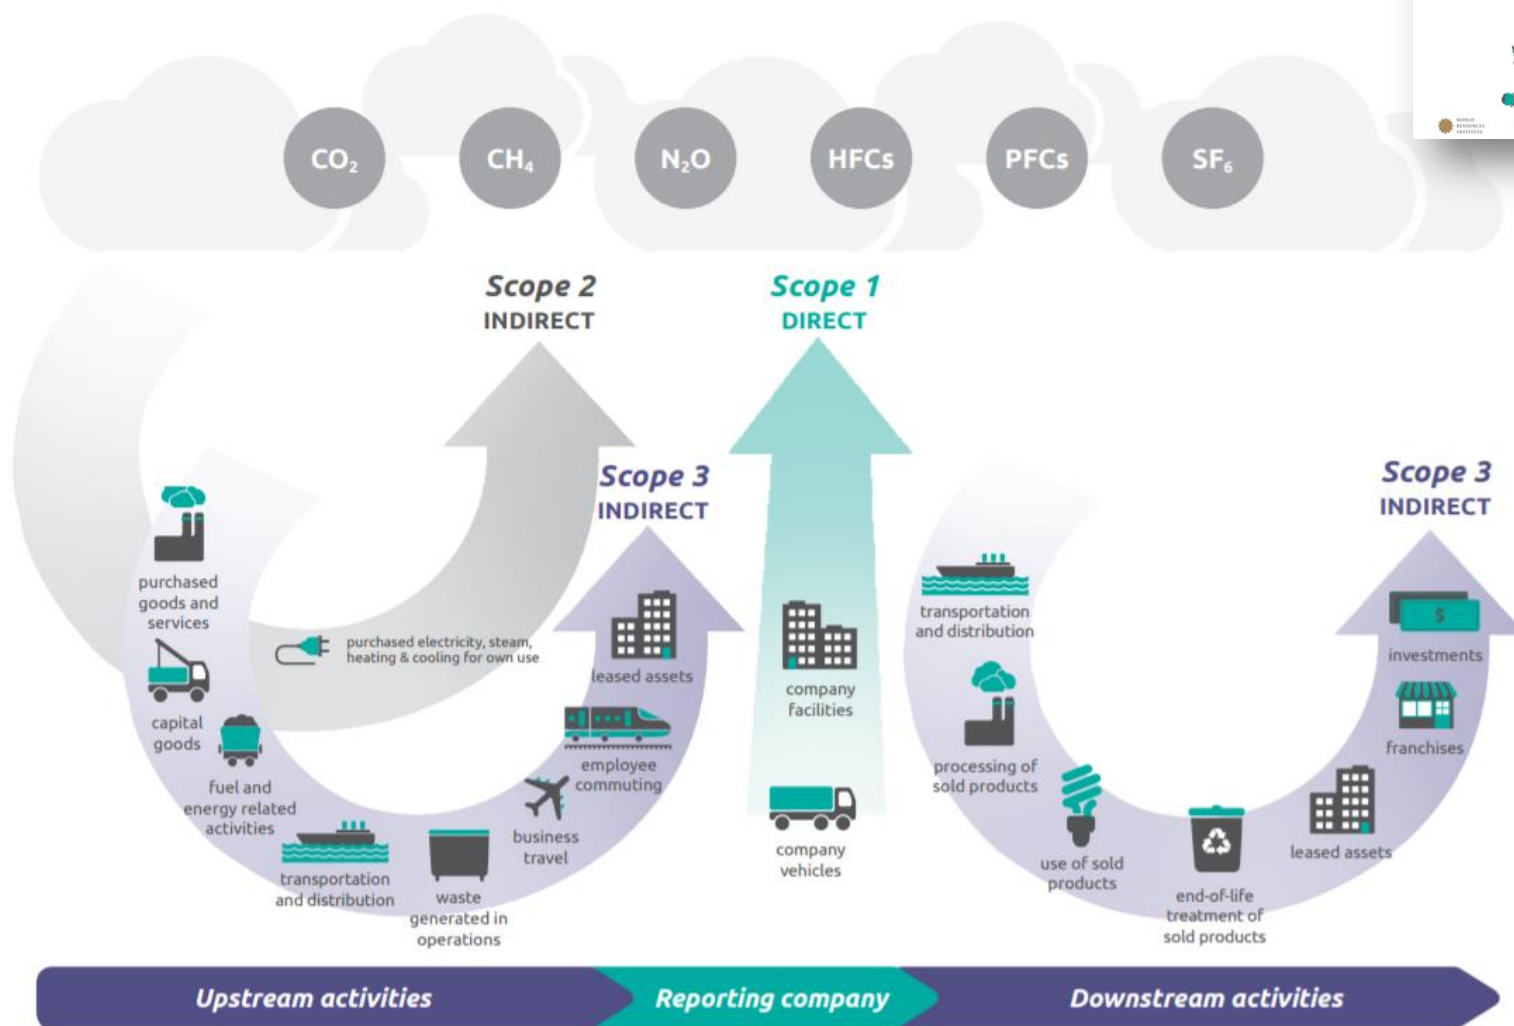 CO₂
CH₄
N₂O
HFCs
PFCs
SF₆
WORLD
RESOURCES
INSTITUTE
Scope 2
INDIRECT
Scope 1
DIRECT
Scope 3
INDIRECT
Scope 3
INDIRECT
purchased
goods and
services
capital
goods
fuel and
energy related
activities
transportation
and distribution
waste
generated in
operations
business
travel
employee
commuting
leased assets
purchased electricity, steam,
heating & cooling for own use
company
facilities
company
vehicles
transportation
and distribution
processing of
sold products
use of sold
products
end-of-life
treatment of
sold products
leased assets
franchises
investments
$
Upstream activities
Reporting company
Downstream activities